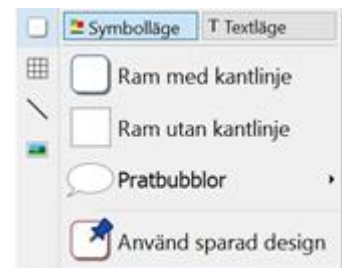 Symbolläge T Textläge
Ram med kantlinje
Ram utan kantlinje
Pratbubblor
Använd sparad design